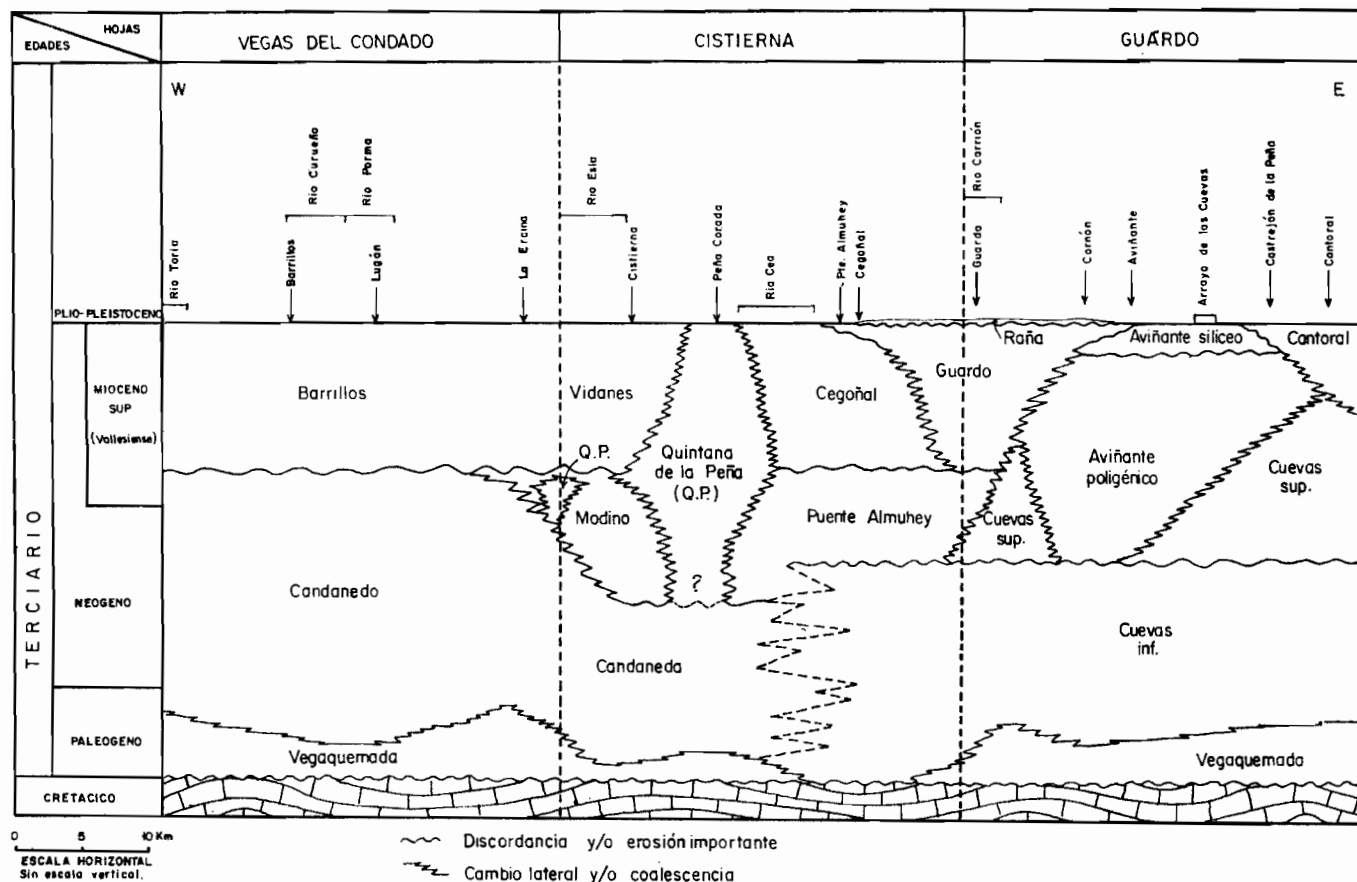 HOJAS
EDADES
VEGAS DEL CONDADO
CISTIERNA
GUARDO
W
E
Rio Toria
Rio Curueño
Rio Porma
Barrillos
Lugán
La Ercina
Rio Esla
Cistierna
Peña Corada
Rio Cea
Pte. Almuhey
Cegoñal
Rio Carrión
Guardo
Cornón
Aviñante
Arroyo de las Cuevas
Castrejón de la Peña
Cantoral
PLIO-PLEISTOCENO
TERCIARIO
MIOCENO
SUP
(Vallesiense)
NEOGENO
PALEOGENO
CRETACICO
Barrillos
Vidanes
Q.P.
Quintana
de la Peña
(Q.P.)
Modino
?
Cegoñal
Guardo
Raña
Aviñante silíceo
Cantoral
Aviñante
poligénico
Cuevas
sup.
Puente Almuhey
Cuevas
sup.
Candanedo
Candaneda
Cuevas
inf.
Vegaquemada
Vegaquemada
0 5 10 Km
ESCALA HORIZONTAL
Sin escala vertical.
Discordancia y/o erosión importante
Cambio lateral y/o coalescencia